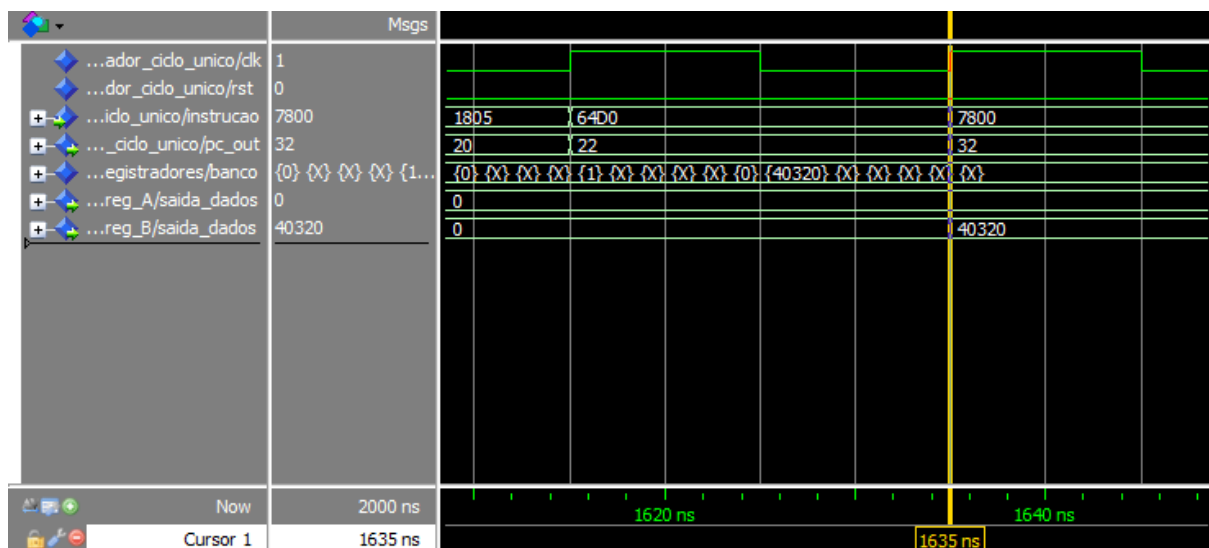 Msgs
...ador_ciclo_unico/clk 1
...dor_ciclo_unico/rst 0
...iclo_unico/instrucao 7800 1805 64D0 7800
..._ciclo_unico/pc_out 32 20 22 32
...egistradores/banco {0} {X} {X} {X} {1... {0} {X} {X} {X} {1} {X} {X} {X} {X} {0} {40320} {X} {X} {X} {X} {X}
...reg_A/saida_dados 0 0
...reg_B/saida_dados 40320 0 40320
Now 2000 ns 1620 ns 1640 ns
Cursor 1 1635 ns 1635 ns